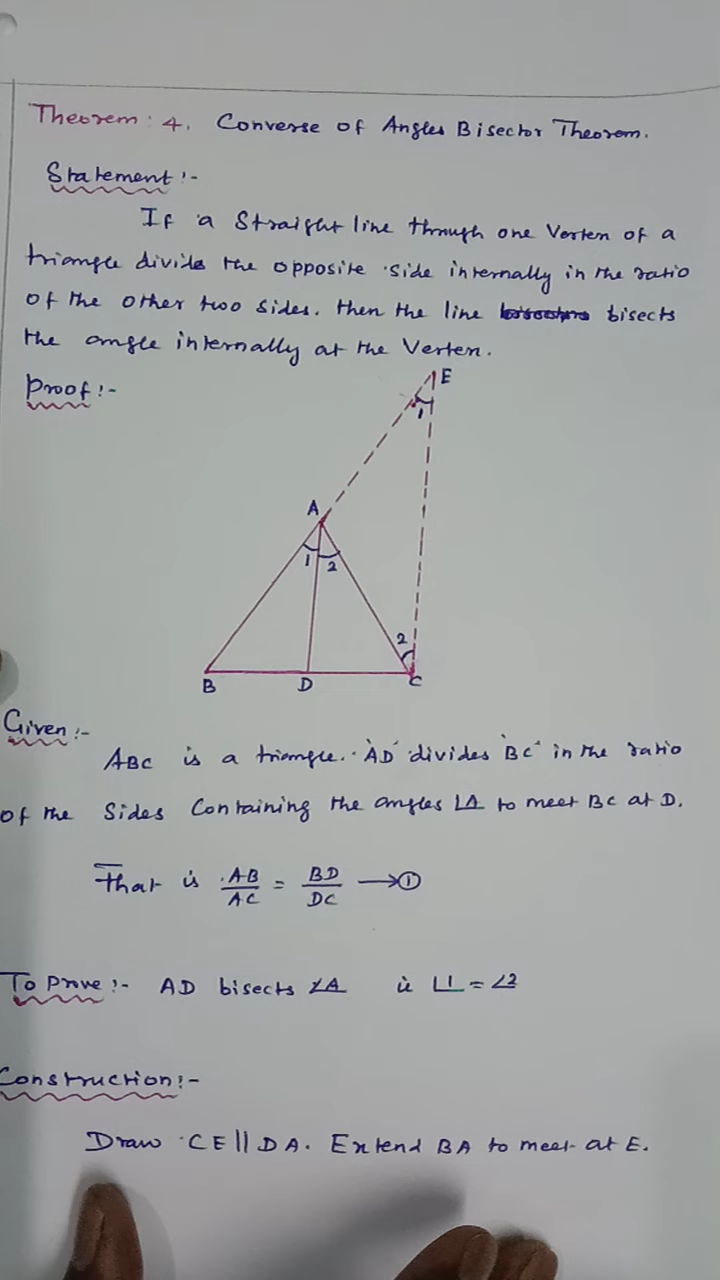 Theorem: 4. Converse of Angles Bisector Theorem.
Statement :-
If a Straight line through one Vertex of a
triangle divids the opposite side internally in the ratio
of the other two sides. then the line bisects
the angle internally at the Vertex.
Proof :-
E
1
A
1 2
2
B D C
Given :-
ABC is a triangle. AD divides BC in the ratio
of the Sides Containing the angles ∠A to meet BC at D.
That is AB/AC = BD/DC → ①
To Prove :- AD bisects ∠A ie ∠1 = ∠2
Construction :-
Draw CE || DA. Extend BA to meet at E.